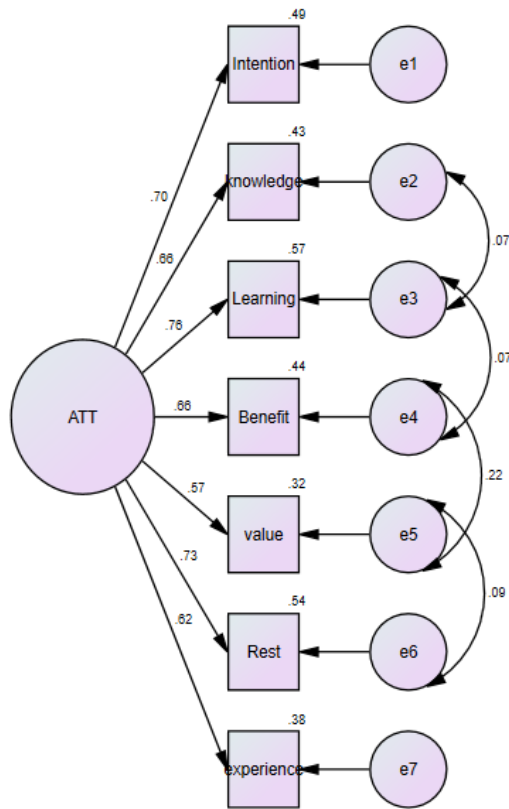 .49
Intention
e1
.43
knowledge
e2
.70
.07
.66
.57
Learning
e3
.76
.07
.44
ATT
.66
Benefit
e4
.22
.57
.32
value
e5
.73
.09
.54
.62
Rest
e6
.38
experience
e7